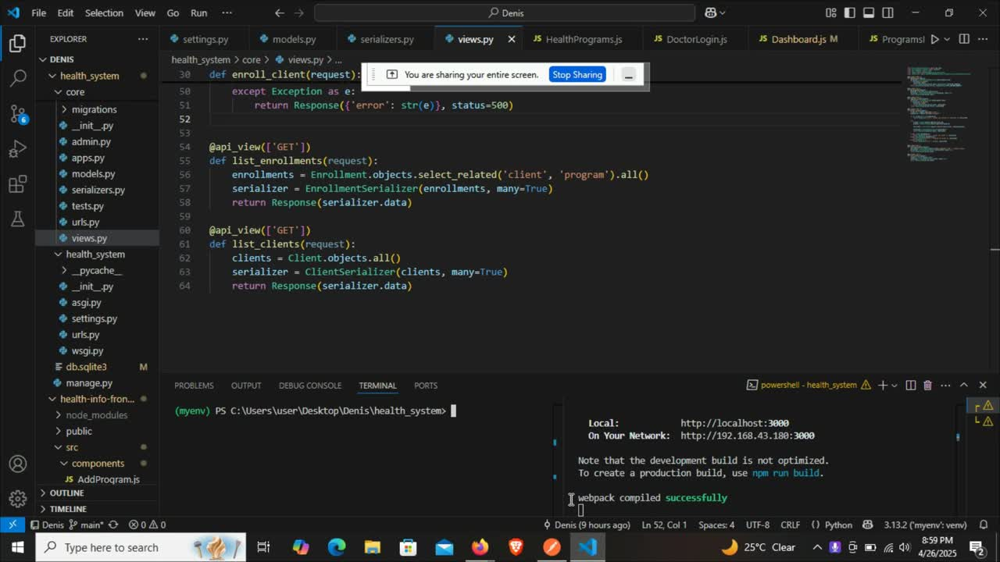 File Edit Selection View Go Run ··· Denis
EXPLORER ···
settings.py models.py serializers.py views.py HealthPrograms.js DoctorLogin.js Dashboard.js M ProgramsI
health_system > core > views.py > ...
You are sharing your entire screen. Stop Sharing
DENIS
health_system
core
migrations
__init__.py
admin.py
apps.py
models.py
serializers.py
tests.py
urls.py
views.py
health_system
__pycache__
__init__.py
asgi.py
settings.py
urls.py
wsgi.py
db.sqlite3 M
manage.py
health-info-fron...
node_modules
public
src
components
AddProgram.js
OUTLINE
TIMELINE
30 def enroll_client(request):
50 except Exception as e:
51 return Response({'error': str(e)}, status=500)
52
53
54 @api_view(['GET'])
55 def list_enrollments(request):
56 enrollments = Enrollment.objects.select_related('client', 'program').all()
57 serializer = EnrollmentSerializer(enrollments, many=True)
58 return Response(serializer.data)
59
60 @api_view(['GET'])
61 def list_clients(request):
62 clients = Client.objects.all()
63 serializer = ClientSerializer(clients, many=True)
64 return Response(serializer.data)
PROBLEMS OUTPUT DEBUG CONSOLE TERMINAL PORTS powershell - health_system
(myenv) PS C:\Users\user\Desktop\Denis\health_system>
Local: http://localhost:3000
On Your Network: http://192.168.43.180:3000
Note that the development build is not optimized.
To create a production build, use npm run build.
webpack compiled successfully
6
Denis main* 0 0 Denis (9 hours ago) Ln 52, Col 1 Spaces: 4 UTF-8 CRLF Python 3.13.2 ('myenv': venv)
Type here to search 25°C Clear 8:59 PM
4/26/2025 2